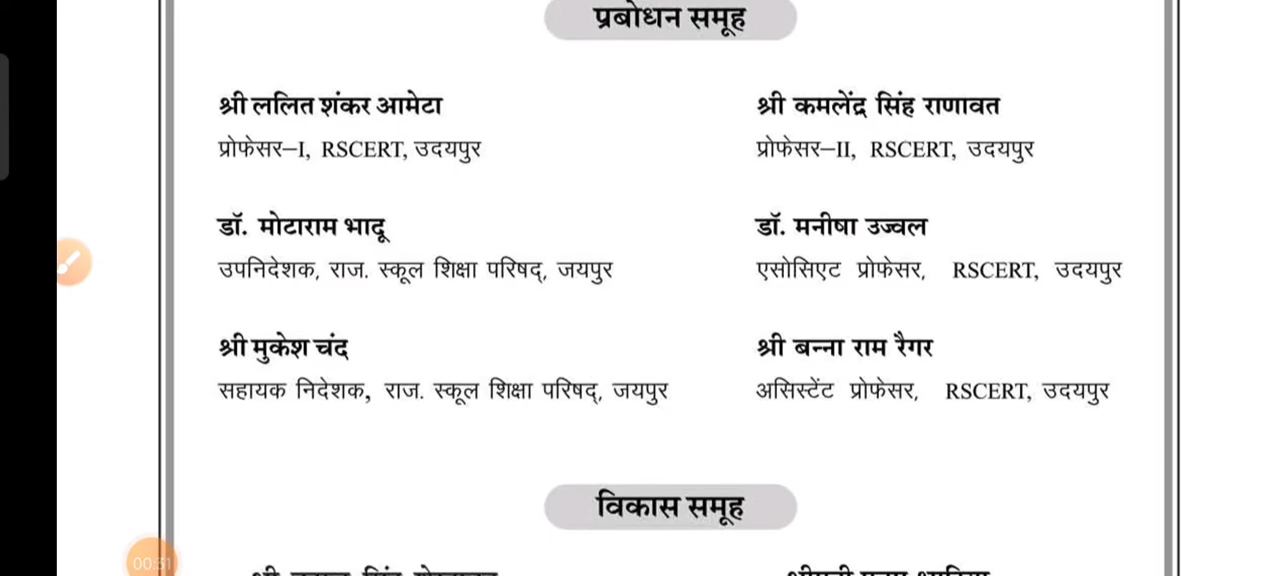 प्रबोधन समूह
श्री ललित शंकर आमेटा
प्रोफेसर–I, RSCERT, उदयपुर
श्री कमलेंद्र सिंह राणावत
प्रोफेसर–II, RSCERT, उदयपुर
डॉ. मोटाराम भादू
उपनिदेशक, राज. स्कूल शिक्षा परिषद्, जयपुर
डॉ. मनीषा उज्वल
एसोसिएट प्रोफेसर, RSCERT, उदयपुर
श्री मुकेश चंद
सहायक निदेशक, राज. स्कूल शिक्षा परिषद्, जयपुर
श्री बन्ना राम रैगर
असिस्टेंट प्रोफेसर, RSCERT, उदयपुर
विकास समूह
00:31